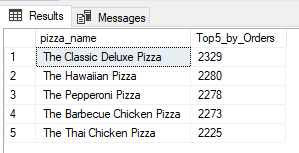 Results Messages
pizza_name Top5_by_Orders
1 The Classic Deluxe Pizza 2329
2 The Hawaiian Pizza 2280
3 The Pepperoni Pizza 2278
4 The Barbecue Chicken Pizza 2273
5 The Thai Chicken Pizza 2225